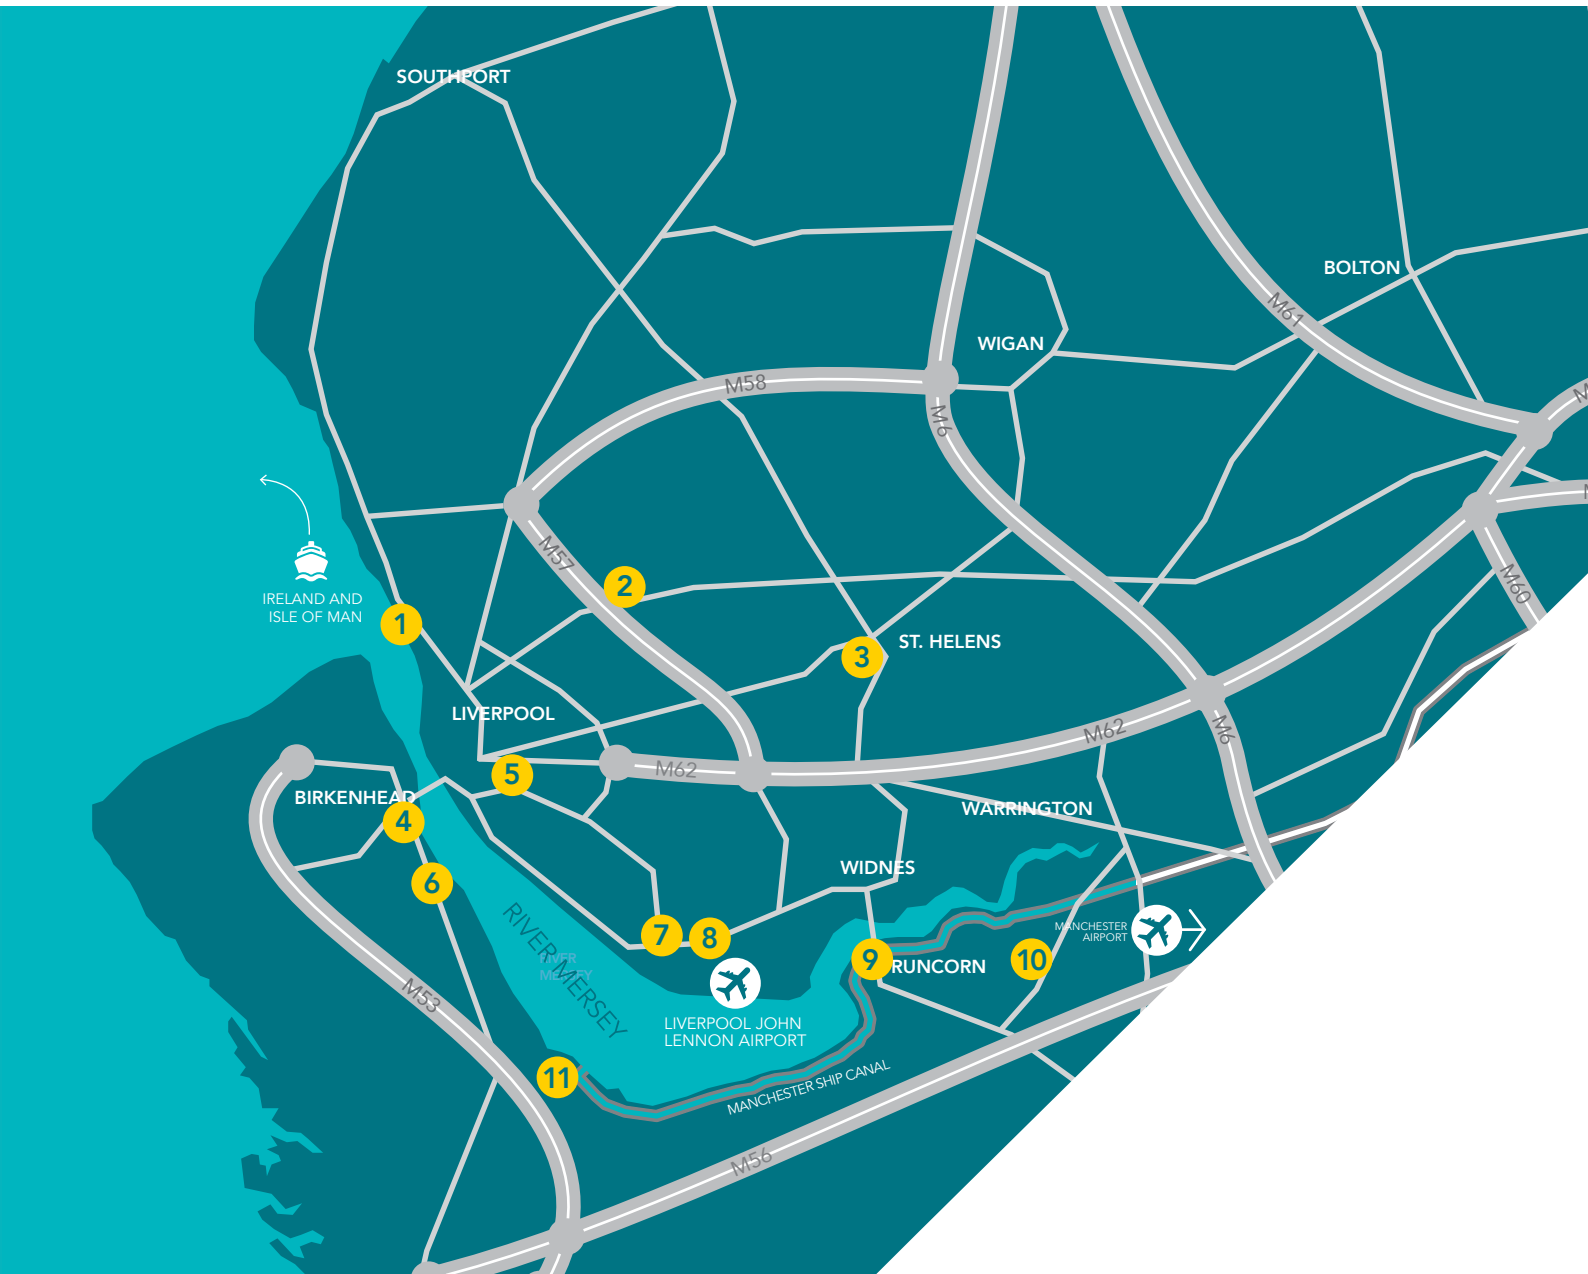 SOUTHPORT
BOLTON
M61
WIGAN
M58
M6
M57
M60
2
IRELAND AND
ISLE OF MAN
1
ST. HELENS
3
LIVERPOOL
M62
M6
M62
5
BIRKENHEAD
4
WARRINGTON
WIDNES
6
RIVER MERSEY
RIVER
MERSEY
7
8
MANCHESTER
AIRPORT
9
RUNCORN
10
M53
LIVERPOOL JOHN
LENNON AIRPORT
11
MANCHESTER SHIP CANAL
M56